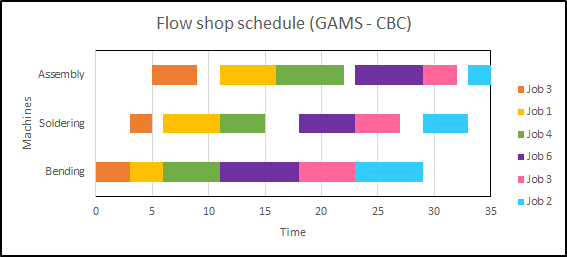 Flow shop schedule (GAMS - CBC)
Assembly
Soldering
Bending
Machines
0 5 10 15 20 25 30 35
Time
Job 3
Job 1
Job 4
Job 6
Job 3
Job 2